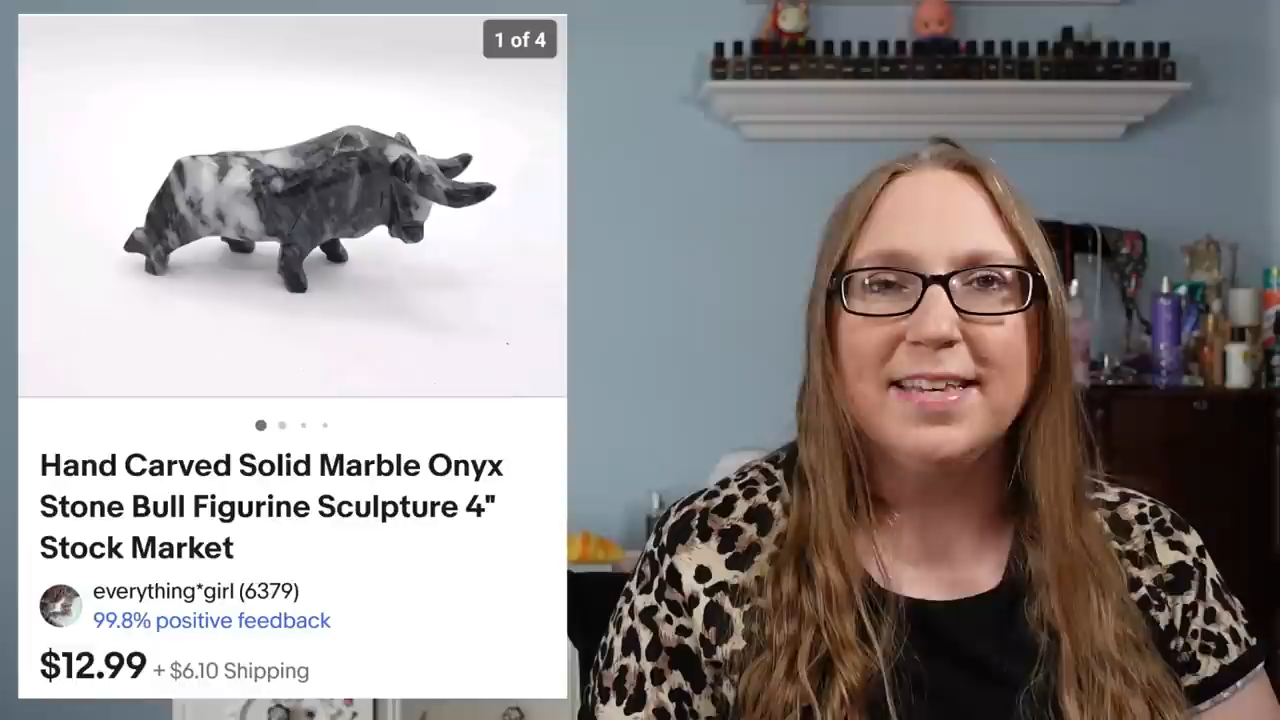 1 of 4
Hand Carved Solid Marble Onyx
Stone Bull Figurine Sculpture 4"
Stock Market
everything*girl (6379)
99.8% positive feedback
$12.99 + $6.10 Shipping